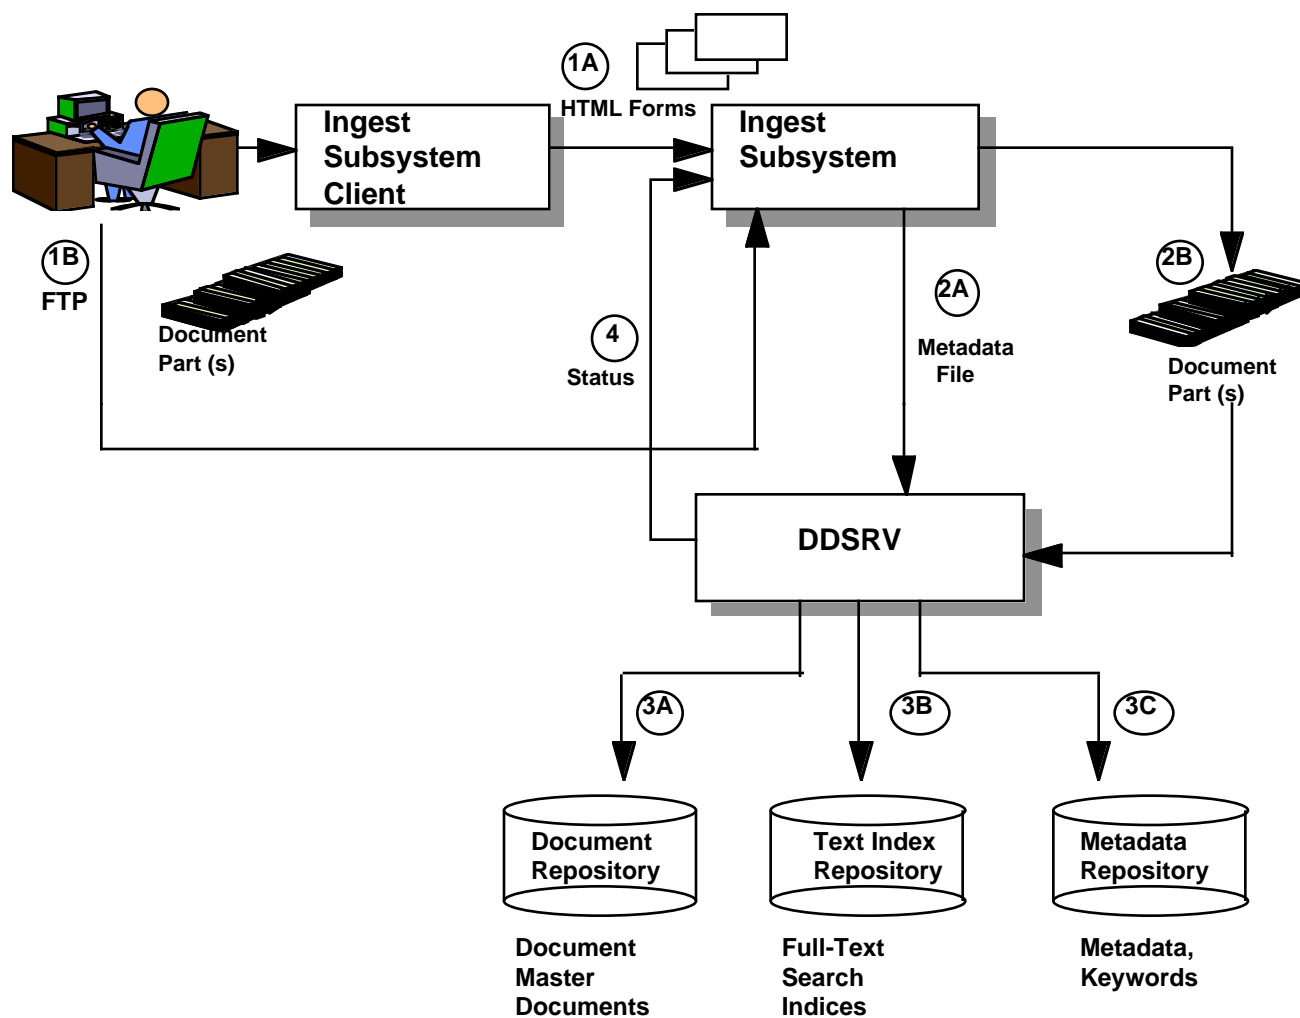 1A
HTML Forms
Ingest
Subsystem
Client
Ingest
Subsystem
1B
FTP
Document
Part (s)
4
Status
2A
Metadata
File
2B
Document
Part (s)
DDSRV
3A
3B
3C
Document
Repository
Text Index
Repository
Metadata
Repository
Document
Master
Documents
Full-Text
Search
Indices
Metadata,
Keywords